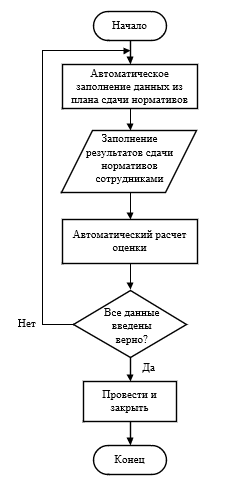 Начало
Автоматическое
заполнение данных из
плана сдачи нормативов
Заполнение
результатов сдачи
нормативов
сотрудниками
Автоматический расчет
оценки
Все данные
введены
верно?
Нет
Да
Провести и
закрыть
Конец